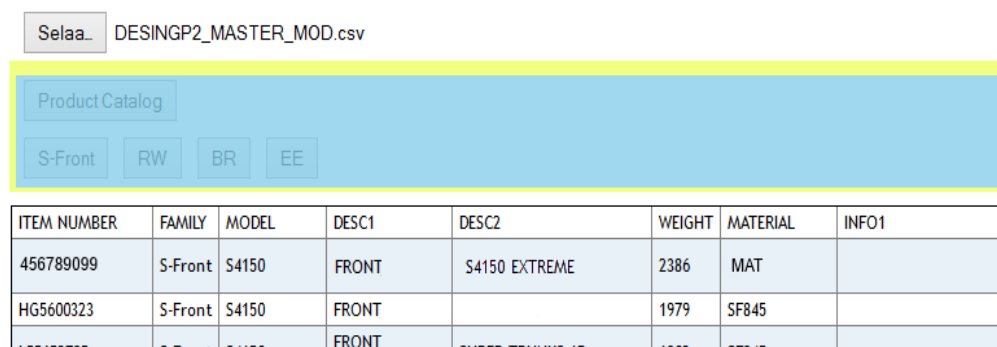 Selaa_ DESINGP2_MASTER_MOD.csv
Product Catalog
S-Front RW BR EE
ITEM NUMBER FAMILY MODEL DESC1 DESC2 WEIGHT MATERIAL INFO1
456789099 S-Front S4150 FRONT S4150 EXTREME 2386 MAT
HG5600323 S-Front S4150 FRONT 1979 SF845
FRONT